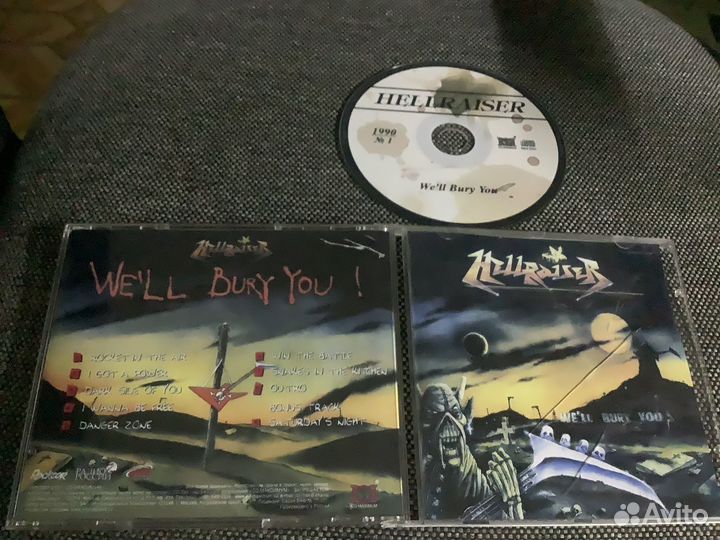 HELLRAISER
1990
№ 1
We'll Bury You
HELLRAISER
WE'LL BURY YOU !
ROCKET IN THE AIR
I GOT A POWER
DARK SIDE OF YOU
I WANNA BE FREE
DANGER ZONE
WIN THE BATTLE
SNAKES IN THE KITCHEN
OUTRO
BONUS TRACK
SATURDAY'S NIGHT
РАДИО
РОССИИ
HELLRAISER
WE'LL BURY YOU
Avito